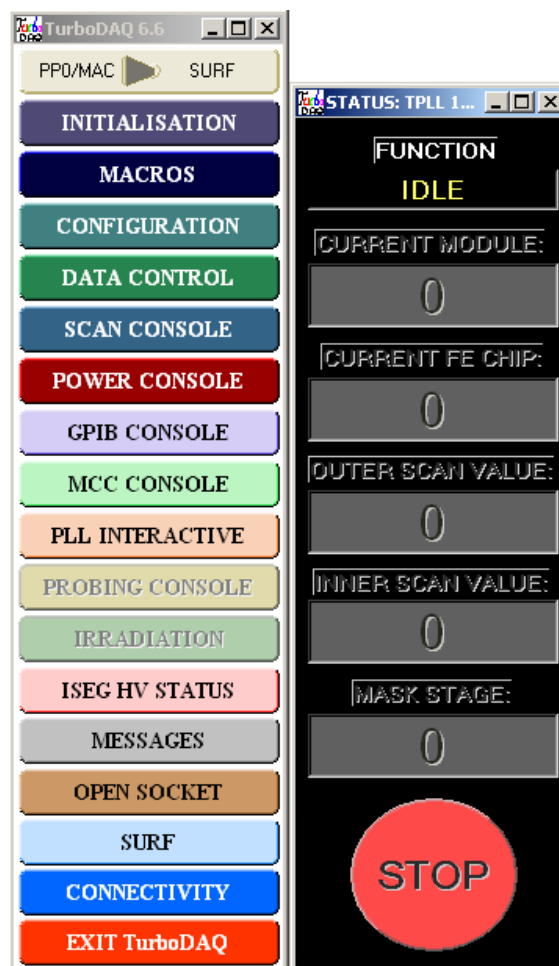 TurboDAQ 6.6
PP0/MAC SURF
INITIALISATION
MACROS
CONFIGURATION
DATA CONTROL
SCAN CONSOLE
POWER CONSOLE
GPIB CONSOLE
MCC CONSOLE
PLL INTERACTIVE
PROBING CONSOLE
IRRADIATION
ISEG HV STATUS
MESSAGES
OPEN SOCKET
SURF
CONNECTIVITY
EXIT TurboDAQ
STATUS: TPLL 1...
FUNCTION
IDLE
CURRENT MODULE:
0
CURRENT FE CHIP:
0
OUTER SCAN VALUE:
0
INNER SCAN VALUE:
0
MASK STAGE:
0
STOP